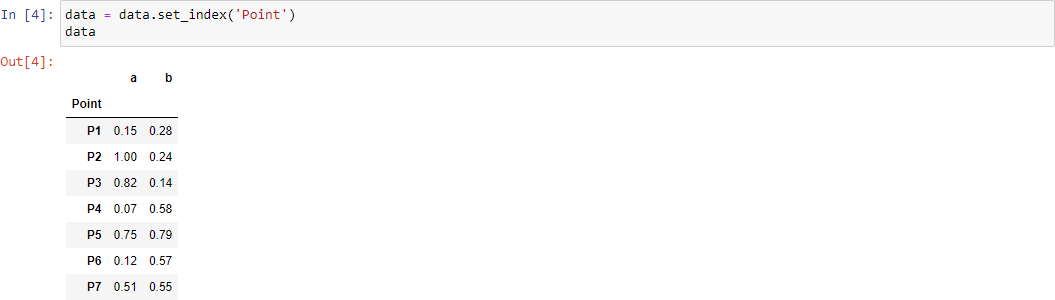 In [4]: data = data.set_index('Point')
data
Out[4]:
a b
Point
P1 0.15 0.28
P2 1.00 0.24
P3 0.82 0.14
P4 0.07 0.58
P5 0.75 0.79
P6 0.12 0.57
P7 0.51 0.55